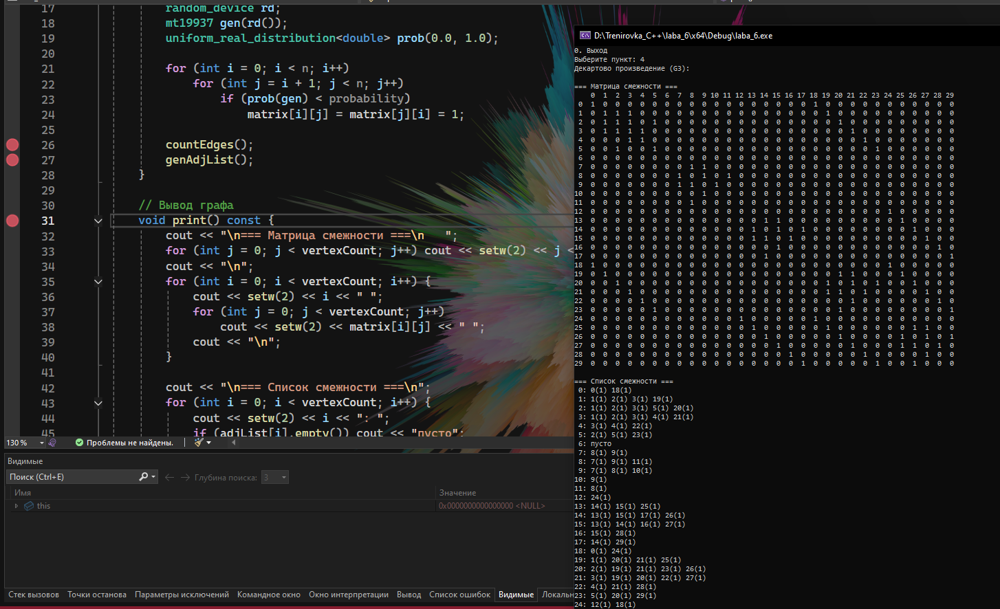 17 random_device rd;
18 mt19937 gen(rd());
19 uniform_real_distribution<double> prob(0.0, 1.0);
20
21 for (int i = 0; i < n; i++)
22 for (int j = i + 1; j < n; j++)
23 if (prob(gen) < probability)
24 matrix[i][j] = matrix[j][i] = 1;
25
26 countEdges();
27 genAdjList();
28 }
29
30 // Вывод графа
31 void print() const {
32 cout << "\n=== Матрица смежности ===\n   ";
33 for (int j = 0; j < vertexCount; j++) cout << setw(2) << j <
34 cout << "\n";
35 for (int i = 0; i < vertexCount; i++) {
36 cout << setw(2) << i << " ";
37 for (int j = 0; j < vertexCount; j++)
38 cout << setw(2) << matrix[i][j] << " ";
39 cout << "\n";
40 }
41
42 cout << "\n=== Список смежности ===\n";
43 for (int i = 0; i < vertexCount; i++) {
44 cout << setw(2) << i << ": ";
45 if (adjList[i].empty()) cout << "пусто";
130 % Проблемы не найдены.
Видимые
Поиск (Ctrl+E) Глубина поиска: 3
Имя Значение
this 0x0000000000000000 <NULL>
Стек вызовов Точки останова Параметры исключений Командное окно Окно интерпретации Вывод Список ошибок Видимые Локальн
D:\Trenirovka_C++\laba_6\x64\Debug\laba_6.exe
0. Выход
Выберите пункт: 4
Декартово произведение (G3):
=== Матрица смежности ===
0 1 2 3 4 5 6 7 8 9 10 11 12 13 14 15 16 17 18 19 20 21 22 23 24 25 26 27 28 29
0 1 0 0 0 0 0 0 0 0 0 0 0 0 0 0 0 0 0 1 0 0 0 0 0 0 0 0 0 0 0
1 0 1 1 1 0 0 0 0 0 0 0 0 0 0 0 0 0 0 0 1 0 0 0 0 0 0 0 0 0 0
2 0 1 1 1 0 1 0 0 0 0 0 0 0 0 0 0 0 0 0 0 1 0 0 0 0 0 0 0 0 0
3 0 1 1 1 1 0 0 0 0 0 0 0 0 0 0 0 0 0 0 0 0 1 0 0 0 0 0 0 0 0
4 0 0 0 1 1 0 0 0 0 0 0 0 0 0 0 0 0 0 0 0 0 0 1 0 0 0 0 0 0 0
5 0 0 1 0 0 1 0 0 0 0 0 0 0 0 0 0 0 0 0 0 0 0 0 1 0 0 0 0 0 0
6 0 0 0 0 0 0 0 0 0 0 0 0 0 0 0 0 0 0 0 0 0 0 0 0 0 0 0 0 0 0
7 0 0 0 0 0 0 0 0 1 1 0 0 0 0 0 0 0 0 0 0 0 0 0 0 0 0 0 0 0 0
8 0 0 0 0 0 0 0 1 0 1 0 1 0 0 0 0 0 0 0 0 0 0 0 0 0 0 0 0 0 0
9 0 0 0 0 0 0 0 1 1 0 1 0 0 0 0 0 0 0 0 0 0 0 0 0 0 0 0 0 0 0
10 0 0 0 0 0 0 0 0 0 1 0 0 0 0 0 0 0 0 0 0 0 0 0 0 0 0 0 0 0 0
11 0 0 0 0 0 0 0 0 1 0 0 0 0 0 0 0 0 0 0 0 0 0 0 0 0 0 0 0 0 0
12 0 0 0 0 0 0 0 0 0 0 0 0 0 0 0 0 0 0 0 0 0 0 0 0 1 0 0 0 0 0
13 0 0 0 0 0 0 0 0 0 0 0 0 0 0 1 1 0 0 0 0 0 0 0 0 0 1 0 0 0 0
14 0 0 0 0 0 0 0 0 0 0 0 0 0 1 0 1 0 1 0 0 0 0 0 0 0 0 1 0 0 0
15 0 0 0 0 0 0 0 0 0 0 0 0 0 1 1 0 1 0 0 0 0 0 0 0 0 0 0 1 0 0
16 0 0 0 0 0 0 0 0 0 0 0 0 0 0 0 1 0 0 0 0 0 0 0 0 0 0 0 0 1 0
17 0 0 0 0 0 0 0 0 0 0 0 0 0 0 1 0 0 0 0 0 0 0 0 0 0 0 0 0 0 1
18 1 0 0 0 0 0 0 0 0 0 0 0 0 0 0 0 0 0 0 0 0 0 0 0 1 0 0 0 0 0
19 0 1 0 0 0 0 0 0 0 0 0 0 0 0 0 0 0 0 0 0 1 1 0 0 0 1 0 0 0 0
20 0 0 1 0 0 0 0 0 0 0 0 0 0 0 0 0 0 0 0 1 0 1 0 1 0 0 1 0 0 0
21 0 0 0 1 0 0 0 0 0 0 0 0 0 0 0 0 0 0 0 1 1 0 1 0 0 0 0 1 0 0
22 0 0 0 0 1 0 0 0 0 0 0 0 0 0 0 0 0 0 0 0 0 1 0 0 0 0 0 0 1 0
23 0 0 0 0 0 1 0 0 0 0 0 0 0 0 0 0 0 0 0 0 1 0 0 0 0 0 0 0 0 1
24 0 0 0 0 0 0 0 0 0 0 0 0 1 0 0 0 0 0 1 0 0 0 0 0 0 0 0 0 0 0
25 0 0 0 0 0 0 0 0 0 0 0 0 0 1 0 0 0 0 0 1 0 0 0 0 0 0 1 1 0 0
26 0 0 0 0 0 0 0 0 0 0 0 0 0 0 1 0 0 0 0 0 1 0 0 0 0 1 0 1 0 1
27 0 0 0 0 0 0 0 0 0 0 0 0 0 0 0 1 0 0 0 0 0 1 0 0 0 1 1 0 1 0
28 0 0 0 0 0 0 0 0 0 0 0 0 0 0 0 0 1 0 0 0 0 0 1 0 0 0 0 1 0 0
29 0 0 0 0 0 0 0 0 0 0 0 0 0 0 0 0 0 1 0 0 0 0 0 1 0 0 1 0 0 0
=== Список смежности ===
0: 0(1) 18(1)
1: 1(1) 2(1) 3(1) 19(1)
2: 1(1) 2(1) 3(1) 5(1) 20(1)
3: 1(1) 2(1) 3(1) 4(1) 21(1)
4: 3(1) 4(1) 22(1)
5: 2(1) 5(1) 23(1)
6: пусто
7: 8(1) 9(1)
8: 7(1) 9(1) 11(1)
9: 7(1) 8(1) 10(1)
10: 9(1)
11: 8(1)
12: 24(1)
13: 14(1) 15(1) 25(1)
14: 13(1) 15(1) 17(1) 26(1)
15: 13(1) 14(1) 16(1) 27(1)
16: 15(1) 28(1)
17: 14(1) 29(1)
18: 0(1) 24(1)
19: 1(1) 20(1) 21(1) 25(1)
20: 2(1) 19(1) 21(1) 23(1) 26(1)
21: 3(1) 19(1) 20(1) 22(1) 27(1)
22: 4(1) 21(1) 28(1)
23: 5(1) 20(1) 29(1)
24: 12(1) 18(1)